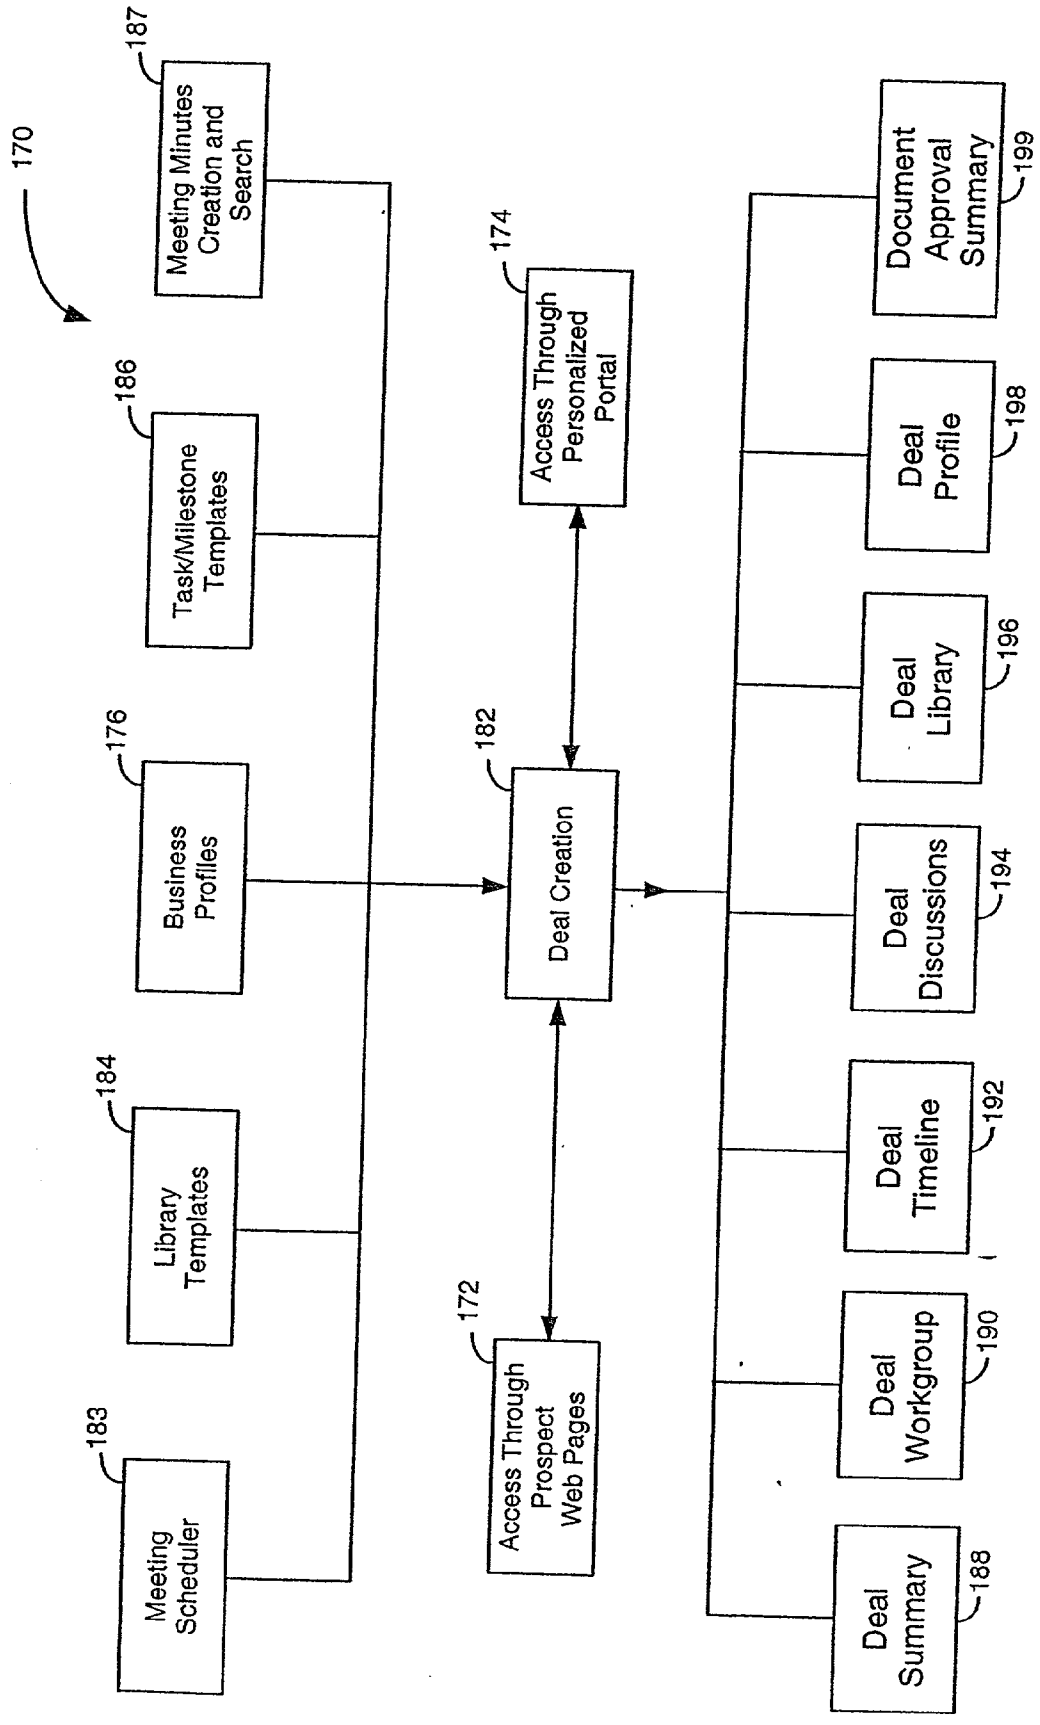 170
183
Meeting
Scheduler
184
Library
Templates
176
Business
Profiles
186
Task/Milestone
Templates
187
Meeting Minutes
Creation and
Search
172
Access Through
Prospect
Web Pages
182
Deal Creation
174
Access Through
Personalized
Portal
Deal
Summary
188
Deal
Workgroup
190
Deal
Timeline
192
Deal
Discussions
194
Deal
Library
196
Deal
Profile
198
Document
Approval
Summary
199